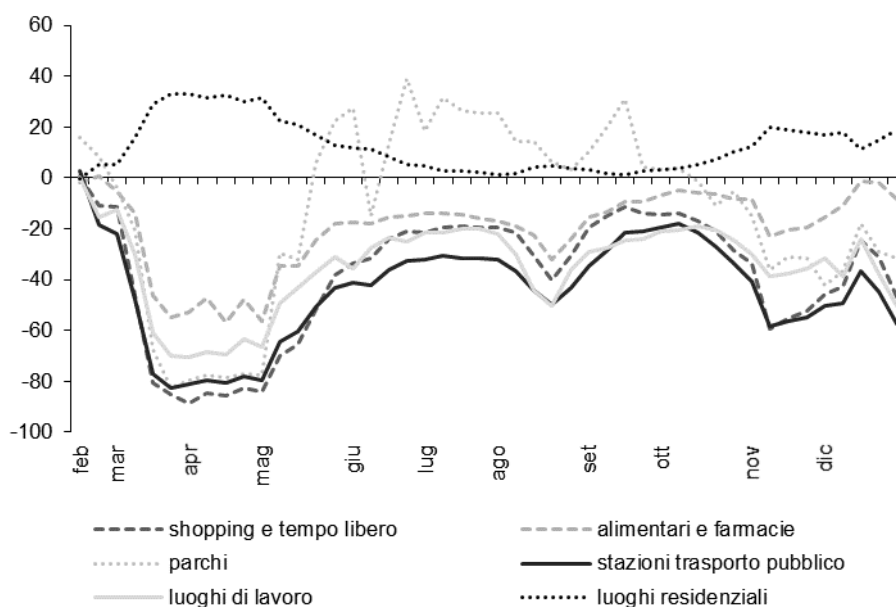 60
40
20
0
-20
-40
-60
-80
-100
feb
mar
apr
mag
giu
lug
ago
set
ott
nov
dic
shopping e tempo libero
alimentari e farmacie
parchi
stazioni trasporto pubblico
luoghi di lavoro
luoghi residenziali